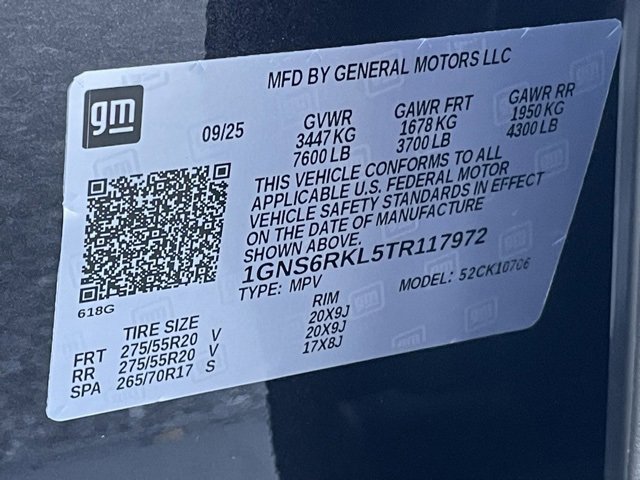 MFD BY GENERAL MOTORS LLC
gm
09/25
GVWR GAWR FRT GAWR RR
3447 KG 1678 KG 1950 KG
7600 LB 3700 LB 4300 LB
THIS VEHICLE CONFORMS TO ALL
APPLICABLE U.S. FEDERAL MOTOR
VEHICLE SAFETY STANDARDS IN EFFECT
ON THE DATE OF MANUFACTURE
SHOWN ABOVE.
1GNS6RKL5TR117972
TYPE: MPV MODEL: 52CK10706
618G
TIRE SIZE RIM
FRT 275/55R20 V 20X9J
RR 275/55R20 V 20X9J
SPA 265/70R17 S 17X8J